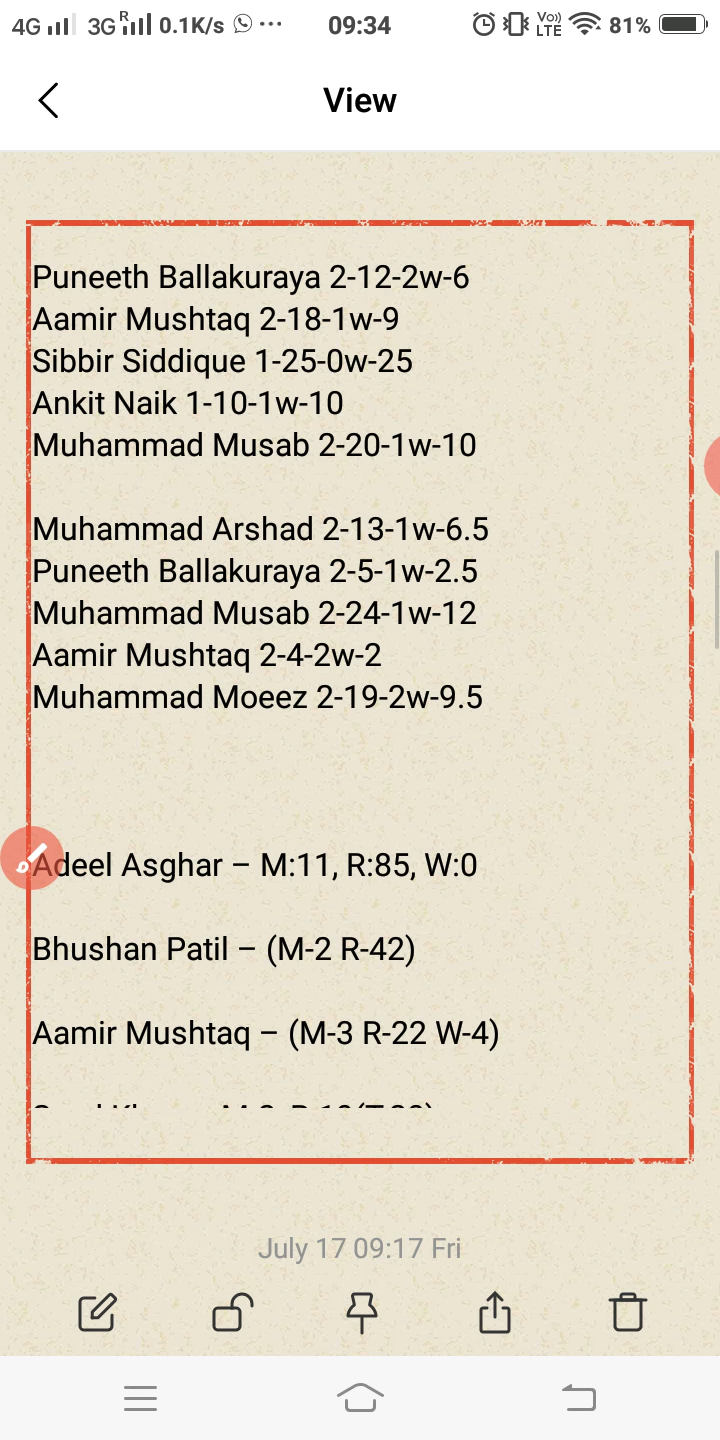 4G 3G R 0.1K/s 09:34 Vo)) LTE 81%
View
Puneeth Ballakuraya 2-12-2w-6
Aamir Mushtaq 2-18-1w-9
Sibbir Siddique 1-25-0w-25
Ankit Naik 1-10-1w-10
Muhammad Musab 2-20-1w-10
Muhammad Arshad 2-13-1w-6.5
Puneeth Ballakuraya 2-5-1w-2.5
Muhammad Musab 2-24-1w-12
Aamir Mushtaq 2-4-2w-2
Muhammad Moeez 2-19-2w-9.5
Adeel Asghar – M:11, R:85, W:0
Bhushan Patil – (M-2 R-42)
Aamir Mushtaq – (M-3 R-22 W-4)
July 17 09:17 Fri